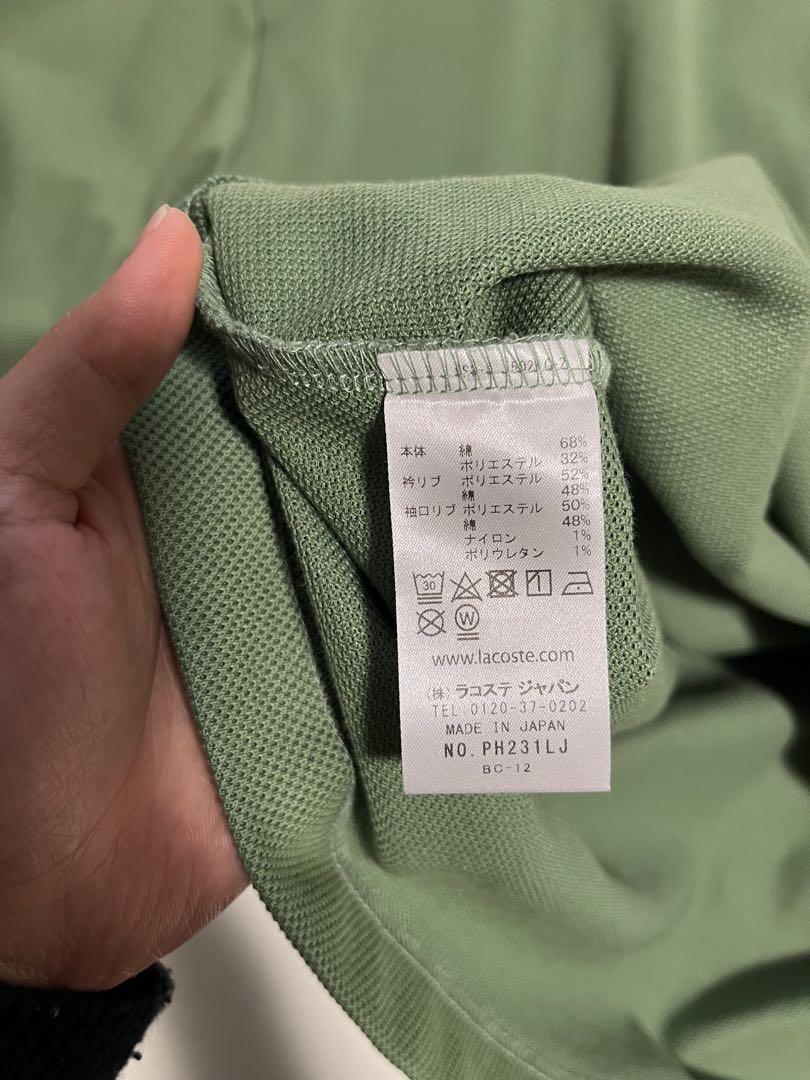 本体 綿 68%
ポリエステル 32%
衿リブ ポリエステル 52%
綿 48%
袖口リブ ポリエステル 50%
綿 48%
ナイロン 1%
ポリウレタン 1%
30
W
www.lacoste.com
(株) ラコステ ジャパン
TEL:0120-37-0202
MADE IN JAPAN
NO. PH231LJ
BC-12